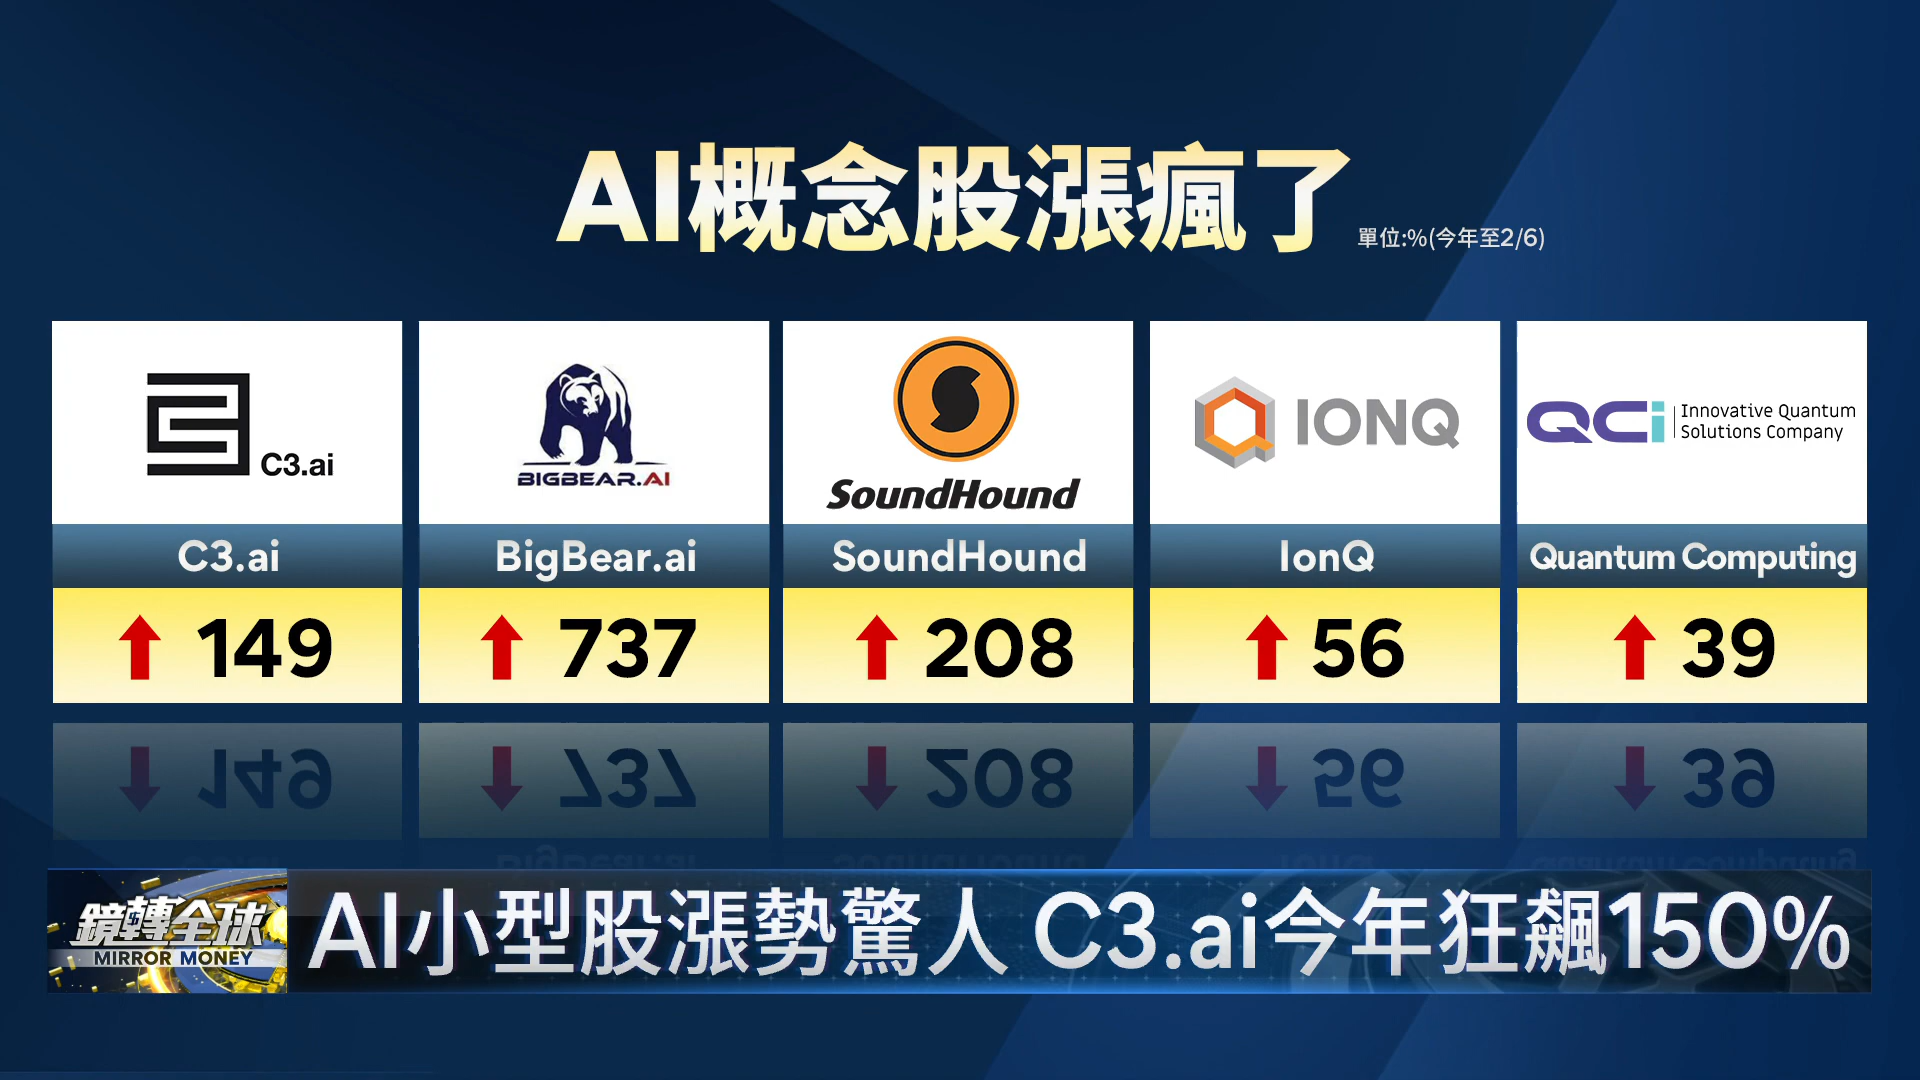 AI概念股漲瘋了 單位:%(今年至2/6)
C3.ai
BIGBEAR.AI
SoundHound
IONQ
QCi Innovative Quantum
Solutions Company
C3.ai BigBear.ai SoundHound IonQ Quantum Computing
149 737 208 56 39
鏡轉全球
MIRROR MONEY
AI小型股漲勢驚人 C3.ai今年狂飆150%